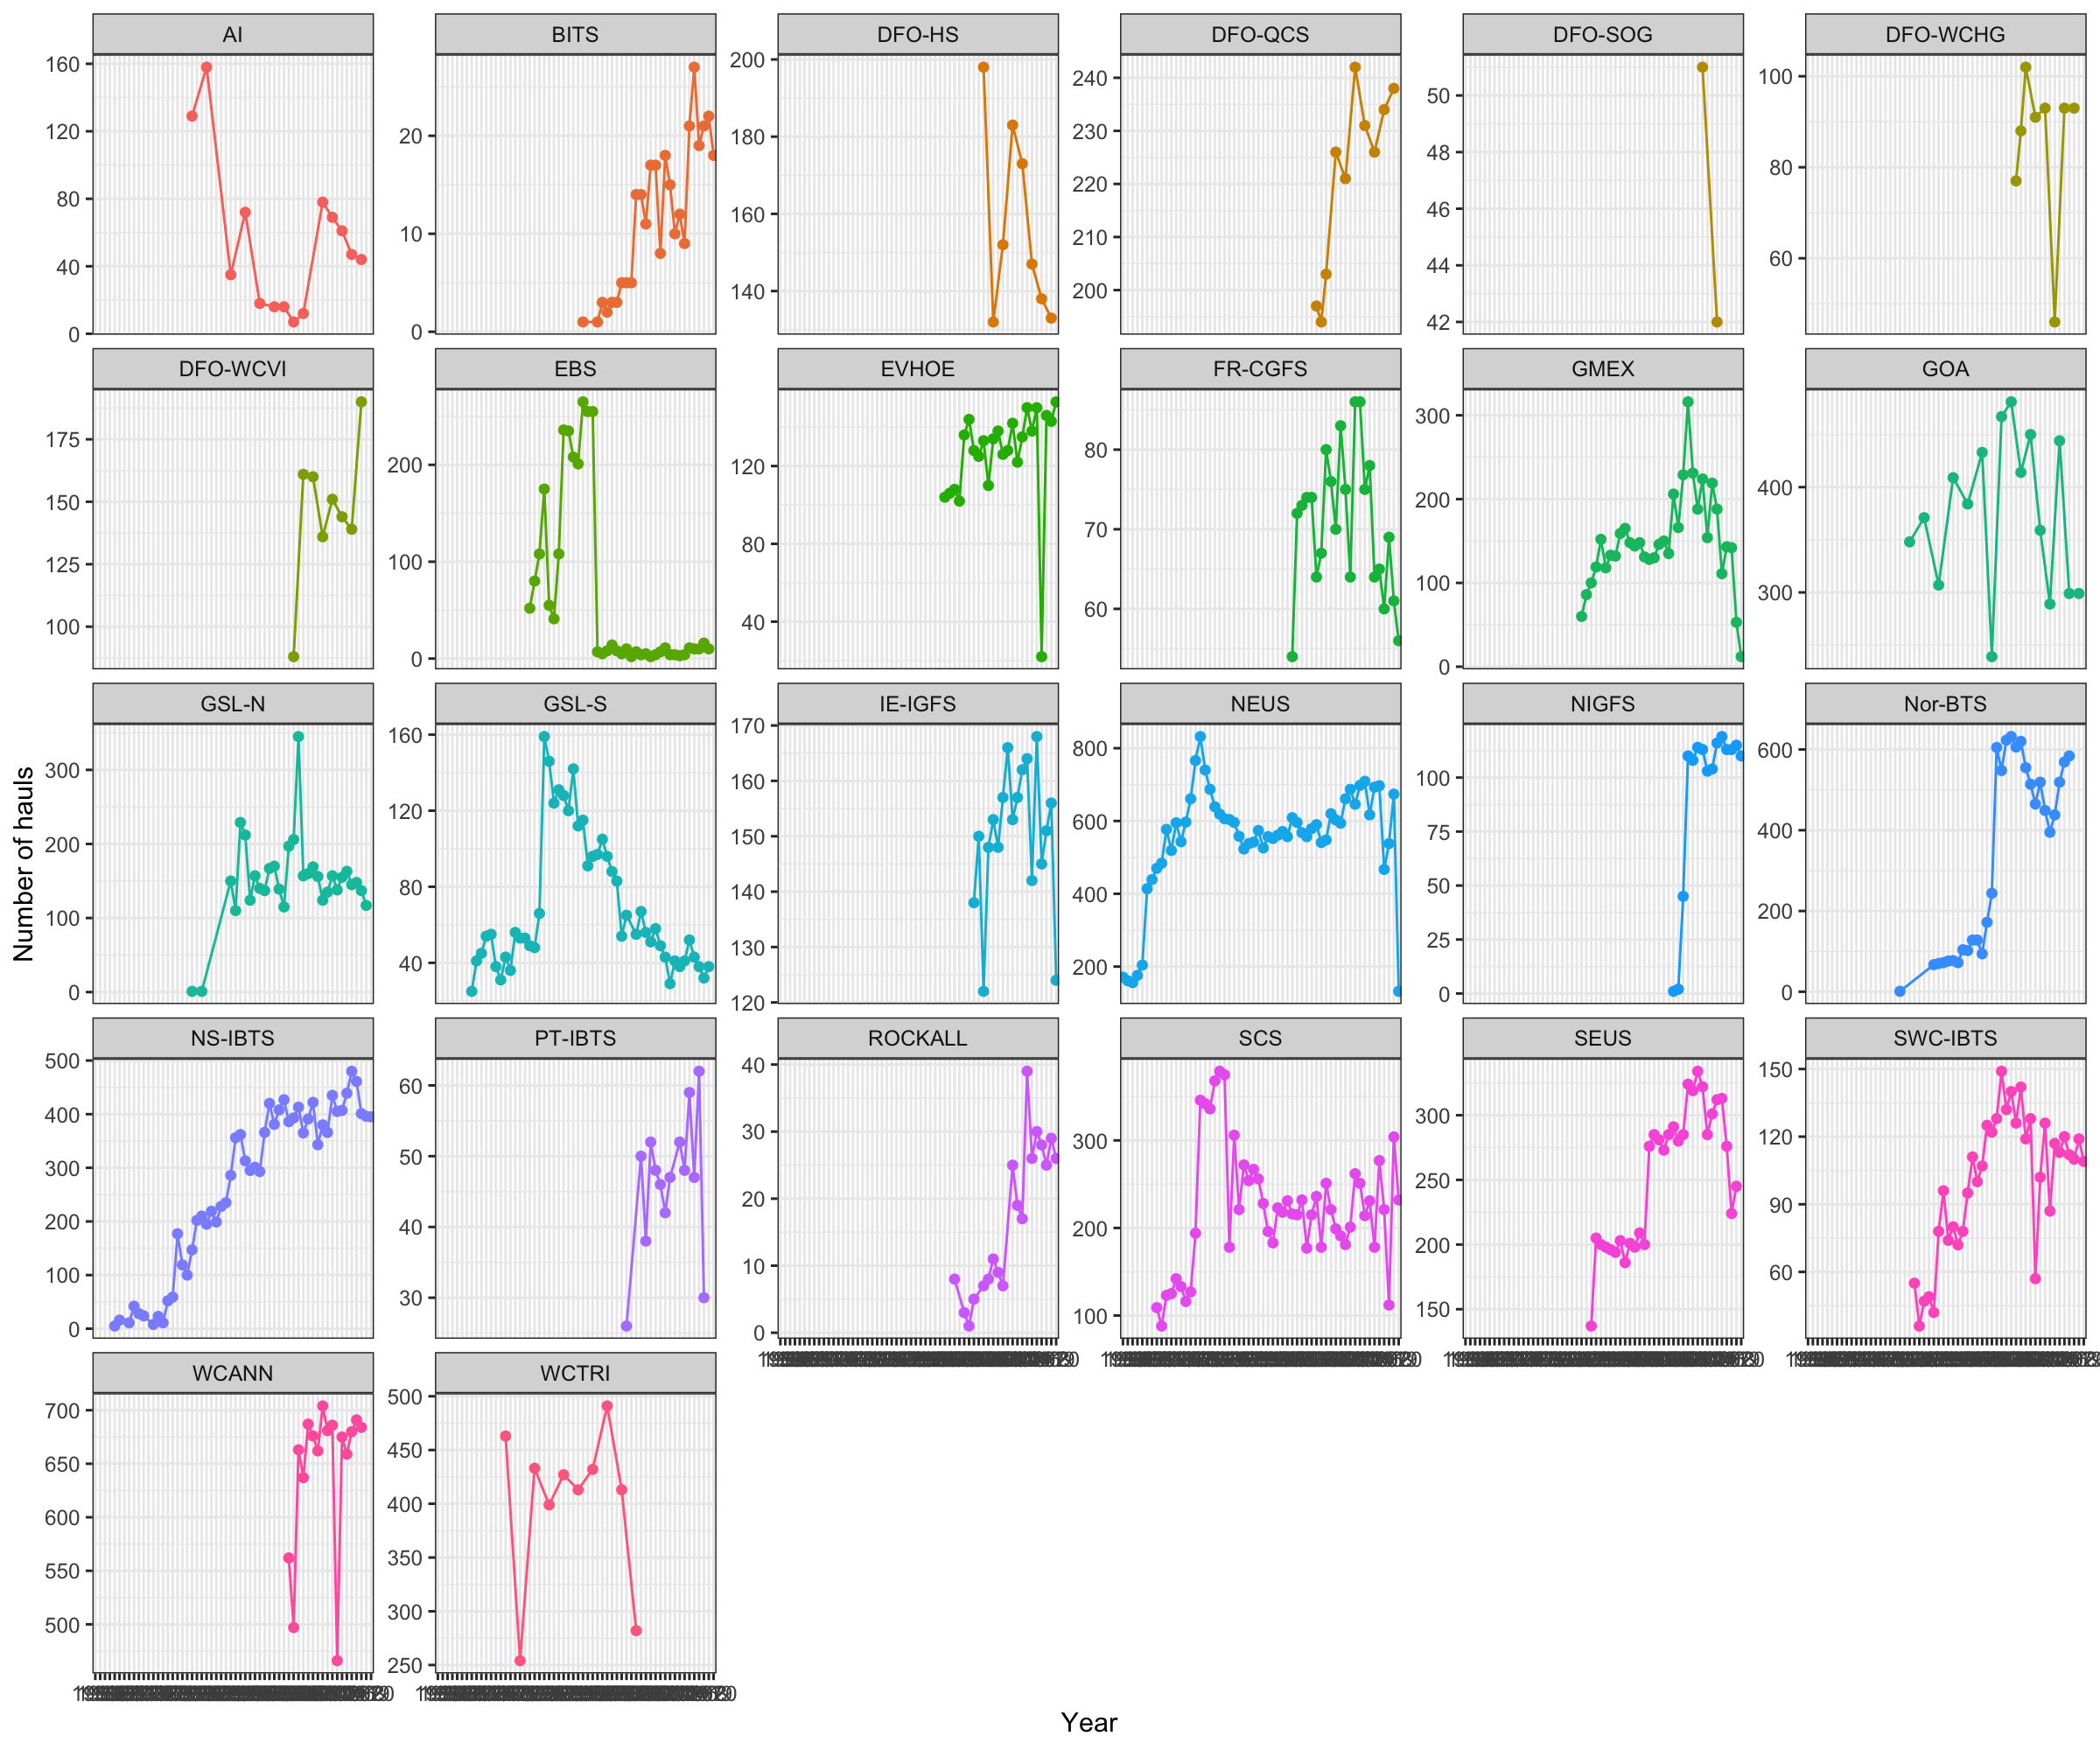 AI BITS DFO-HS DFO-QCS DFO-SOG DFO-WCHG
160 120 80 40 0
20 10 0
200 180 160 140
240 230 220 210 200
50 48 46 44 42
100 80 60
DFO-WCVI EBS EVHOE FR-CGFS GMEX GOA
175 150 125 100
200 100 0
120 80 40
80 70 60
300 200 100 0
400 300
GSL-N GSL-S IE-IGFS NEUS NIGFS Nor-BTS
300 200 100 0
160 120 80 40
170 160 150 140 130 120
800 600 400 200
100 75 50 25 0
600 400 200 0
Number of hauls
NS-IBTS PT-IBTS ROCKALL SCS SEUS SWC-IBTS
500 400 300 200 100 0
60 50 40 30
40 30 20 10 0
300 200 100
300 250 200 150
150 120 90 60
WCANN WCTRI
700 650 600 550 500
500 450 400 350 300 250
Year